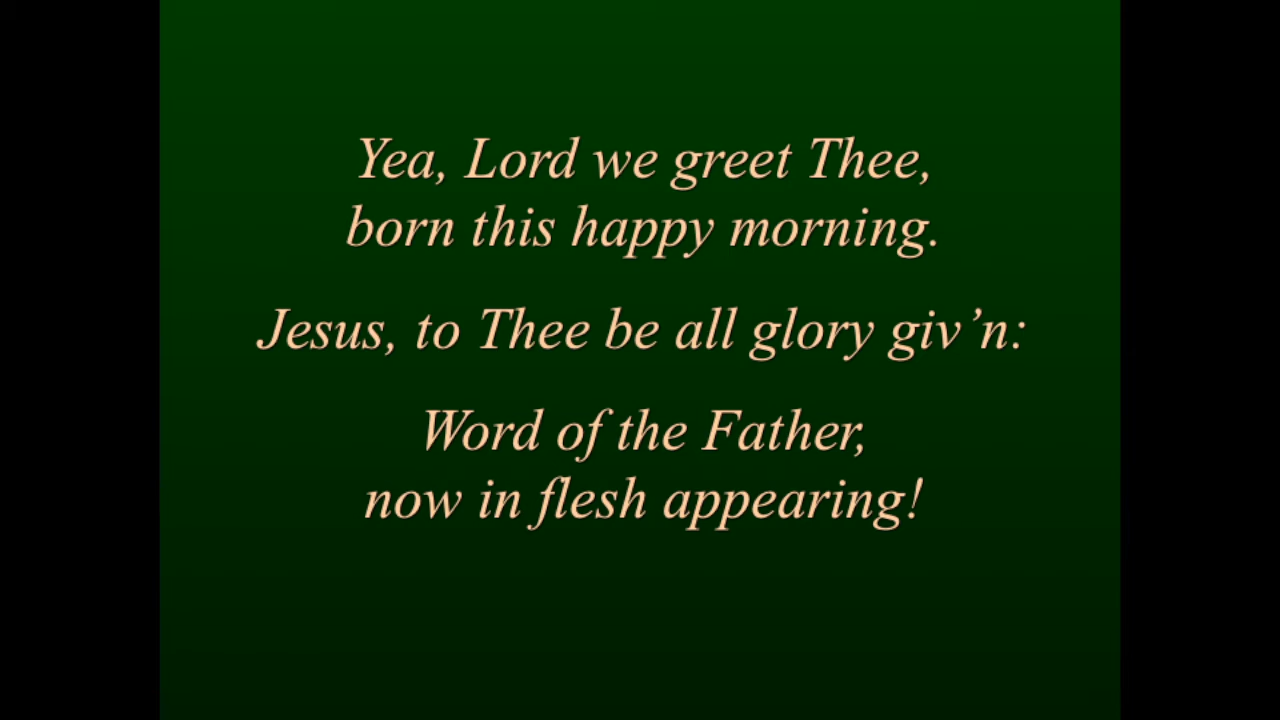 Yea, Lord we greet Thee,
born this happy morning.
Jesus, to Thee be all glory giv’n:
Word of the Father,
now in flesh appearing!